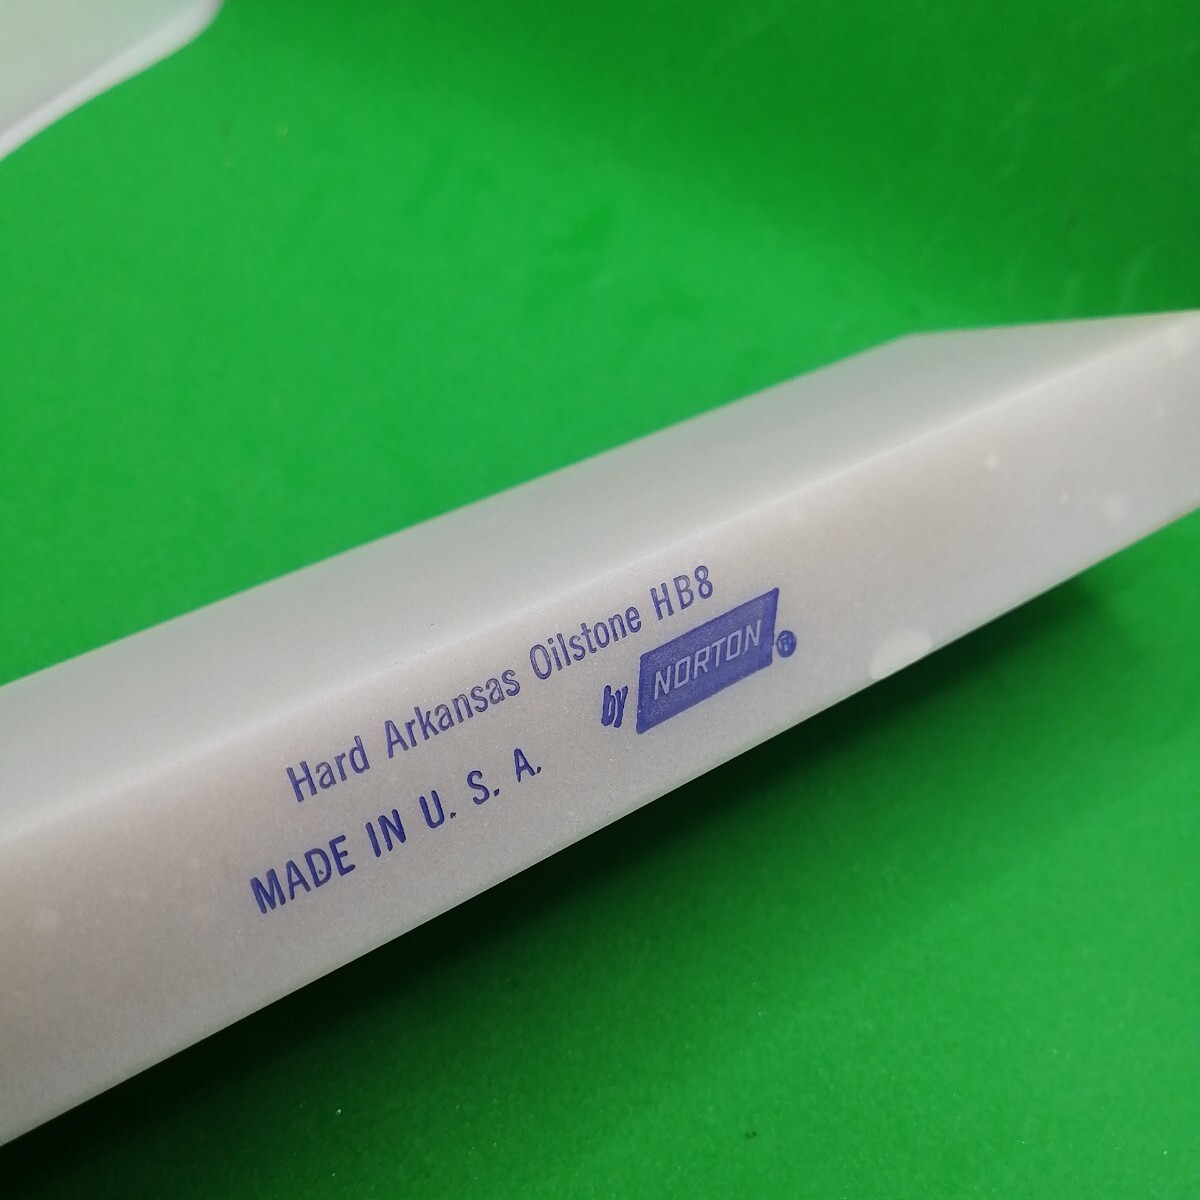 Hard Arkansas Oilstone HB8
by NORTON ®
MADE IN U. S. A.